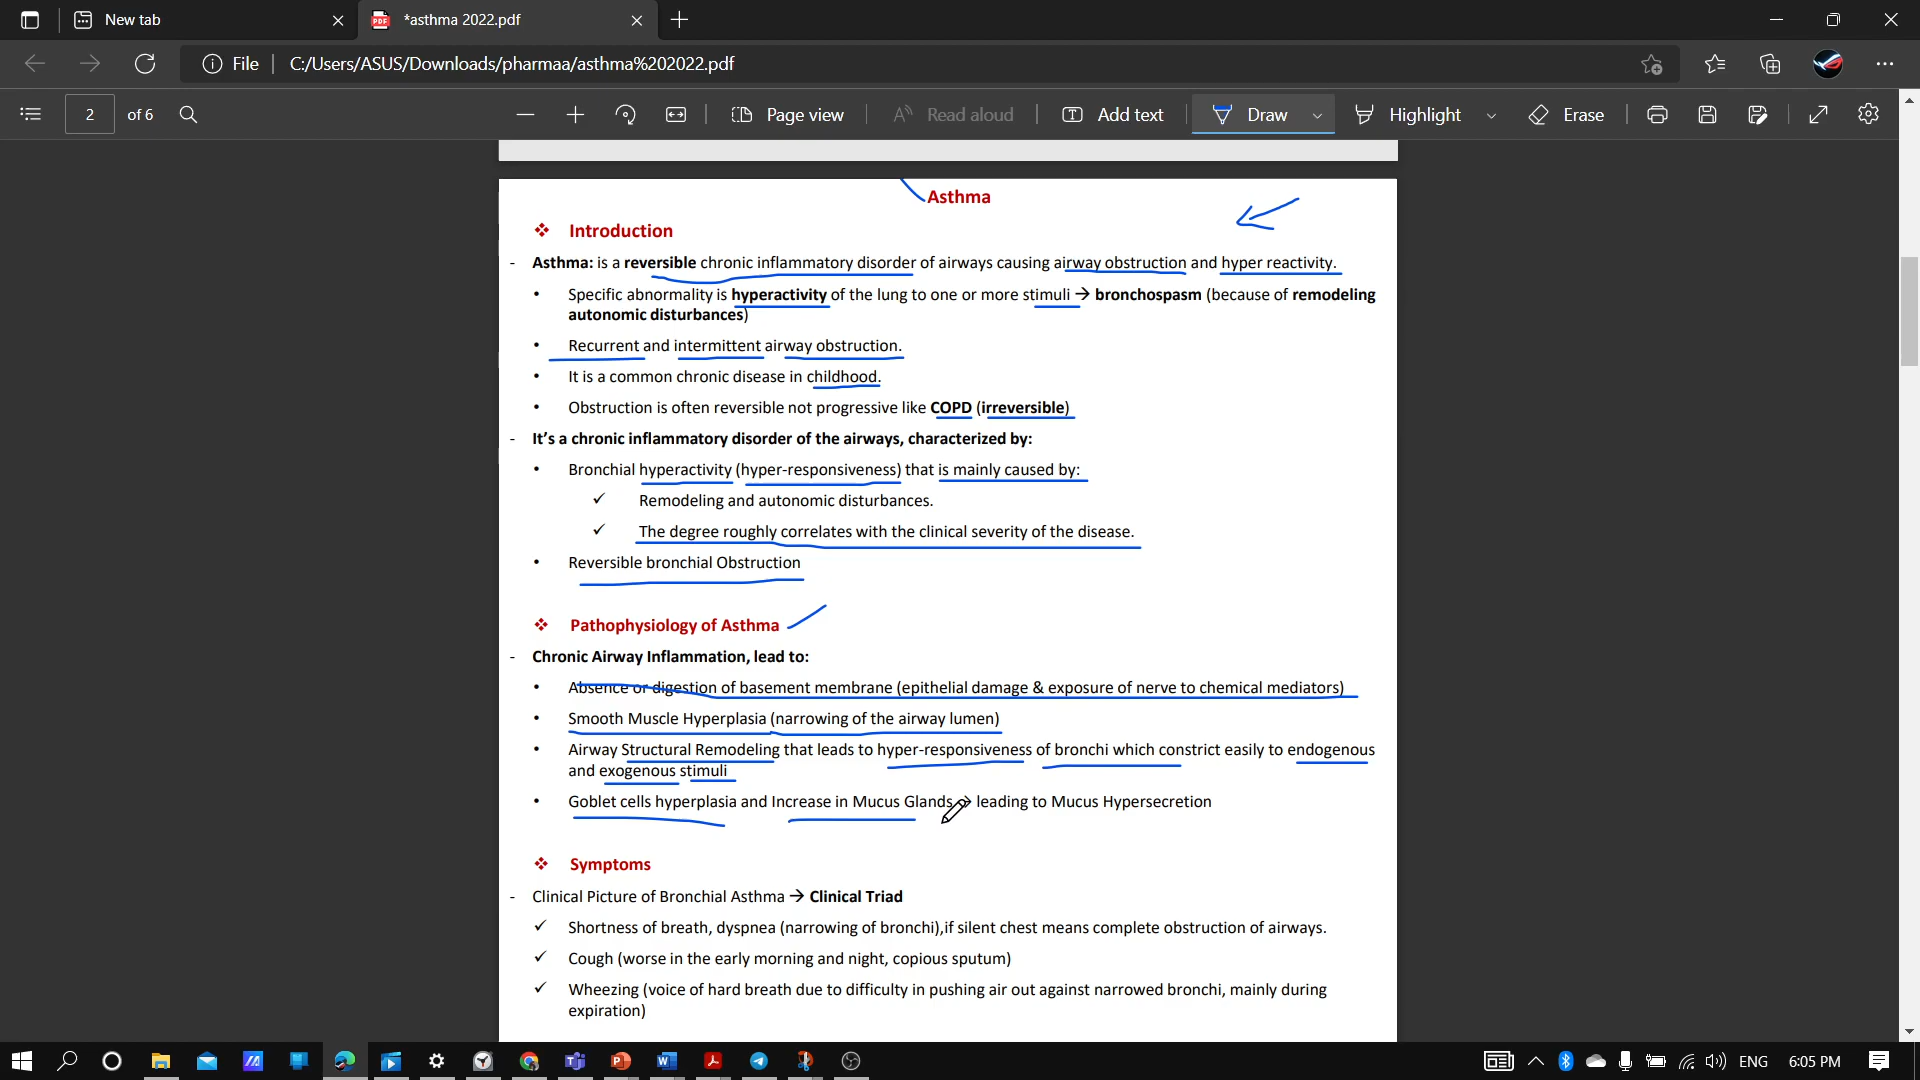 New tab
*asthma 2022.pdf
File
C:/Users/ASUS/Downloads/pharmaa/asthma%202022.pdf
2 of 6
Page view
Read aloud
Add text
Draw
Highlight
Erase
Asthma
❖ Introduction
- Asthma: is a reversible chronic inflammatory disorder of airways causing airway obstruction and hyper reactivity.
• Specific abnormality is hyperactivity of the lung to one or more stimuli → bronchospasm (because of remodeling
autonomic disturbances)
• Recurrent and intermittent airway obstruction.
• It is a common chronic disease in childhood.
• Obstruction is often reversible not progressive like COPD (irreversible)
- It's a chronic inflammatory disorder of the airways, characterized by:
• Bronchial hyperactivity (hyper-responsiveness) that is mainly caused by:
✓ Remodeling and autonomic disturbances.
✓ The degree roughly correlates with the clinical severity of the disease.
• Reversible bronchial Obstruction
❖ Pathophysiology of Asthma
- Chronic Airway Inflammation, lead to:
• Absence or digestion of basement membrane (epithelial damage & exposure of nerve to chemical mediators)
• Smooth Muscle Hyperplasia (narrowing of the airway lumen)
• Airway Structural Remodeling that leads to hyper-responsiveness of bronchi which constrict easily to endogenous
and exogenous stimuli
• Goblet cells hyperplasia and Increase in Mucus Glands → leading to Mucus Hypersecretion
❖ Symptoms
- Clinical Picture of Bronchial Asthma → Clinical Triad
✓ Shortness of breath, dyspnea (narrowing of bronchi),if silent chest means complete obstruction of airways.
✓ Cough (worse in the early morning and night, copious sputum)
✓ Wheezing (voice of hard breath due to difficulty in pushing air out against narrowed bronchi, mainly during
expiration)
ENG
6:05 PM